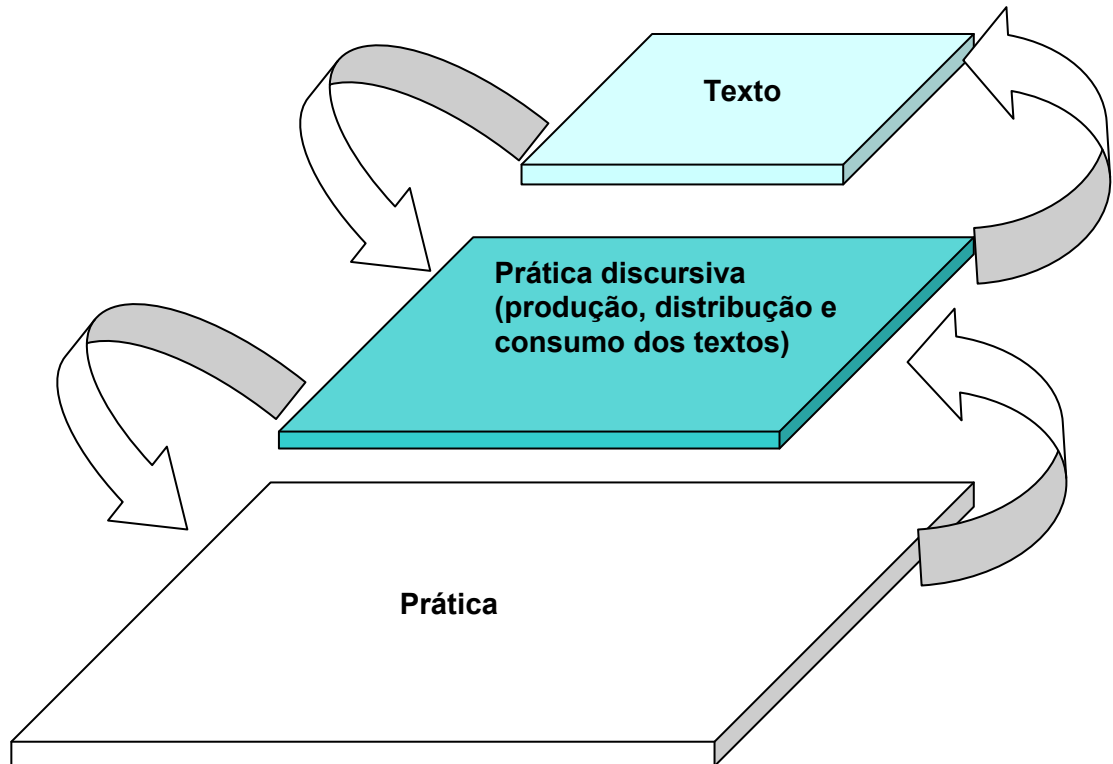 Texto
Prática discursiva
(produção, distribução e
consumo dos textos)
Prática